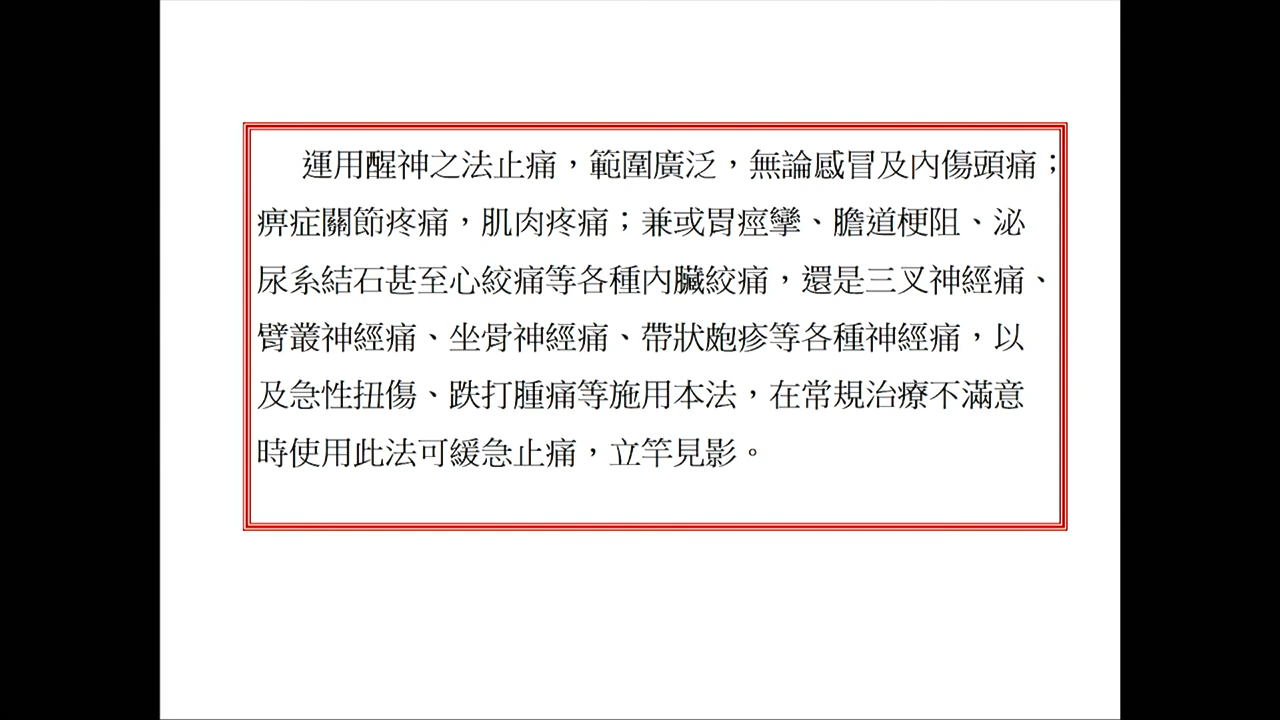 運用醒神之法止痛，範圍廣泛，無論感冒及內傷頭痛；
痹症關節疼痛，肌肉疼痛；兼或胃痙攣、膽道梗阻、泌
尿系結石甚至心絞痛等各種內臟絞痛，還是三叉神經痛、
臂叢神經痛、坐骨神經痛、帶狀皰疹等各種神經痛，以
及急性扭傷、跌打腫痛等施用本法，在常規治療不滿意
時使用此法可緩急止痛，立竿見影。